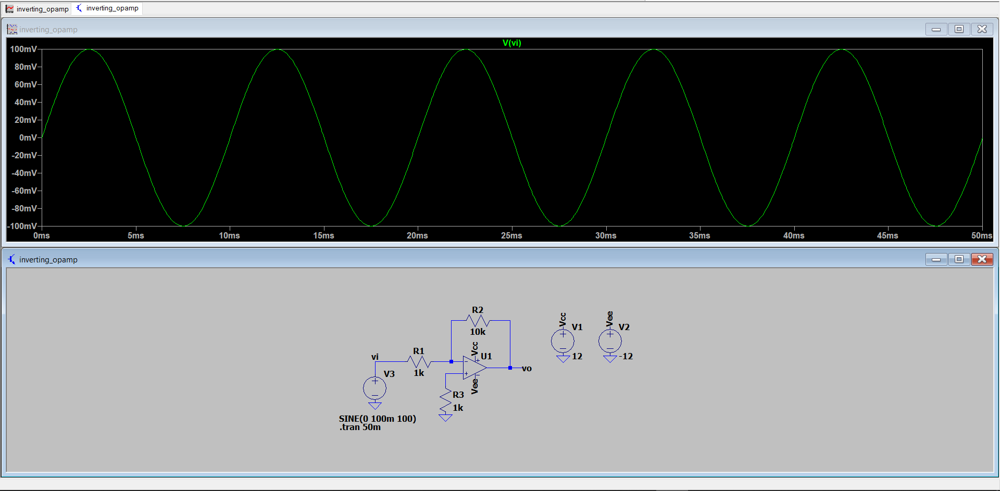 inverting_opamp inverting_opamp
inverting_opamp
V(vi)
100mV
80mV
60mV
40mV
20mV
0mV
-20mV
-40mV
-60mV
-80mV
-100mV
0ms 5ms 10ms 15ms 20ms 25ms 30ms 35ms 40ms 45ms 50ms
inverting_opamp
R2
10k
Vcc
U1
R1
1k
vi
V3
vo
Vee
R3
1k
SINE(0 100m 100)
.tran 50m
Vcc
V1
12
Vee
V2
-12